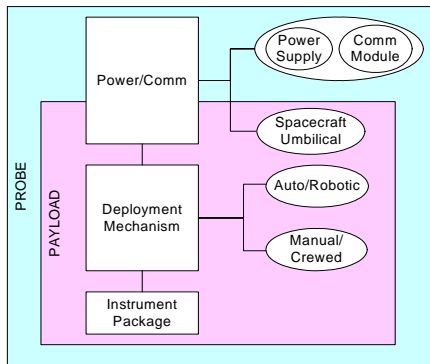 Power/Comm
Power
Supply
Comm
Module
Spacecraft
Umbilical
PROBE
PAYLOAD
Deployment
Mechanism
Auto/Robotic
Manual/
Crewed
Instrument
Package